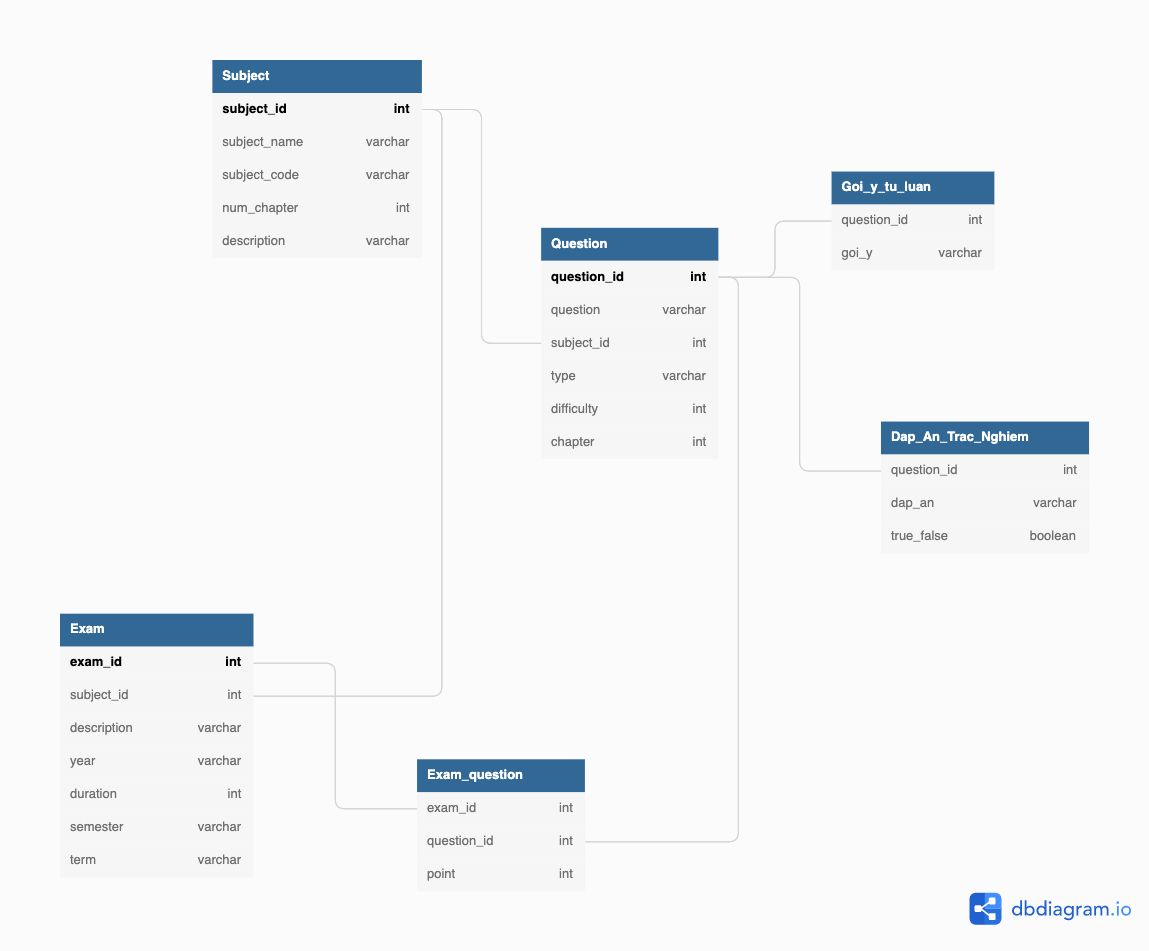 Subject
subject_id int
subject_name varchar
subject_code varchar
num_chapter int
description varchar
Goi_y_tu_luan
question_id int
goi_y varchar
Question
question_id int
question varchar
subject_id int
type varchar
difficulty int
chapter int
Dap_An_Trac_Nghiem
question_id int
dap_an varchar
true_false boolean
Exam
exam_id int
subject_id int
description varchar
year varchar
duration int
semester varchar
term varchar
Exam_question
exam_id int
question_id int
point int
dbdiagram.io